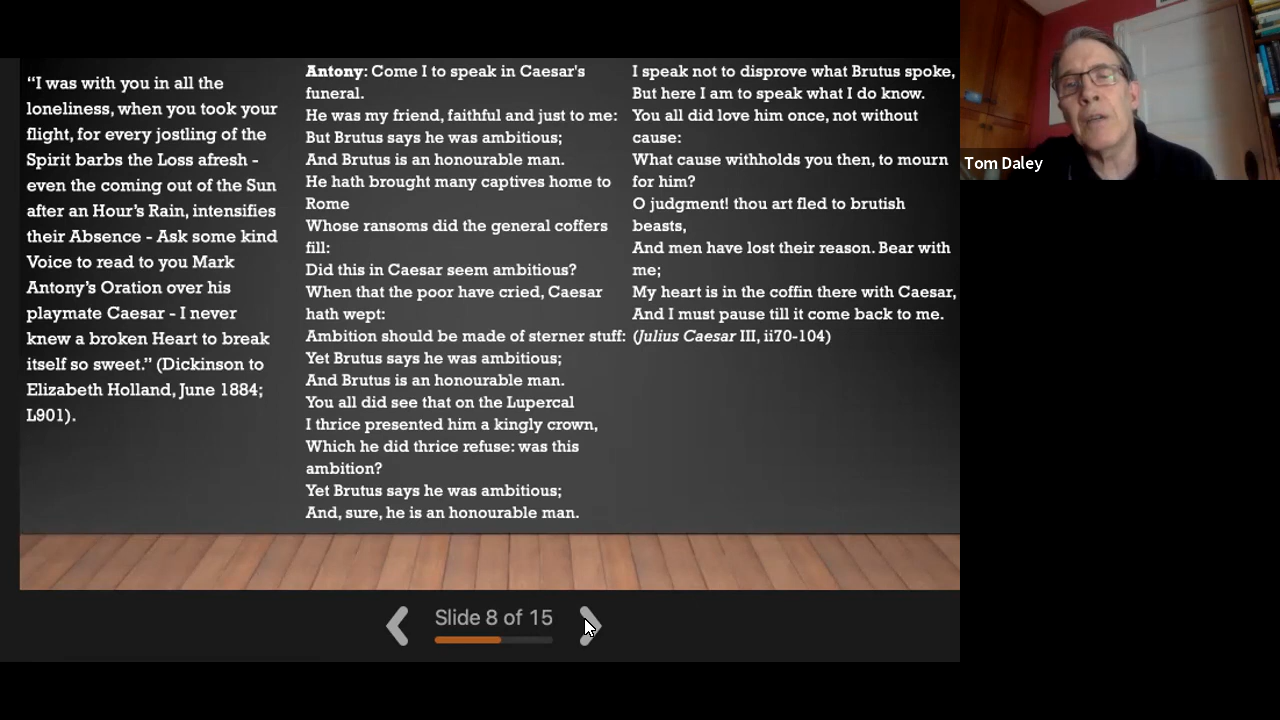 “I was with you in all the
loneliness, when you took your
flight, for every jostling of the
Spirit barbs the Loss afresh -
even the coming out of the Sun
after an Hour’s Rain, intensifies
their Absence - Ask some kind
Voice to read to you Mark
Antony’s Oration over his
playmate Caesar - I never
knew a broken Heart to break
itself so sweet.” (Dickinson to
Elizabeth Holland, June 1884;
L901).
Antony: Come I to speak in Caesar's
funeral.
He was my friend, faithful and just to me:
But Brutus says he was ambitious;
And Brutus is an honourable man.
He hath brought many captives home to
Rome
Whose ransoms did the general coffers
fill:
Did this in Caesar seem ambitious?
When that the poor have cried, Caesar
hath wept:
Ambition should be made of sterner stuff:
Yet Brutus says he was ambitious;
And Brutus is an honourable man.
You all did see that on the Lupercal
I thrice presented him a kingly crown,
Which he did thrice refuse: was this
ambition?
Yet Brutus says he was ambitious;
And, sure, he is an honourable man.
I speak not to disprove what Brutus spoke,
But here I am to speak what I do know.
You all did love him once, not without
cause:
What cause withholds you then, to mourn
for him?
O judgment! thou art fled to brutish
beasts,
And men have lost their reason. Bear with
me;
My heart is in the coffin there with Caesar,
And I must pause till it come back to me.
(Julius Caesar III, ii70-104)
Tom Daley
Slide 8 of 15